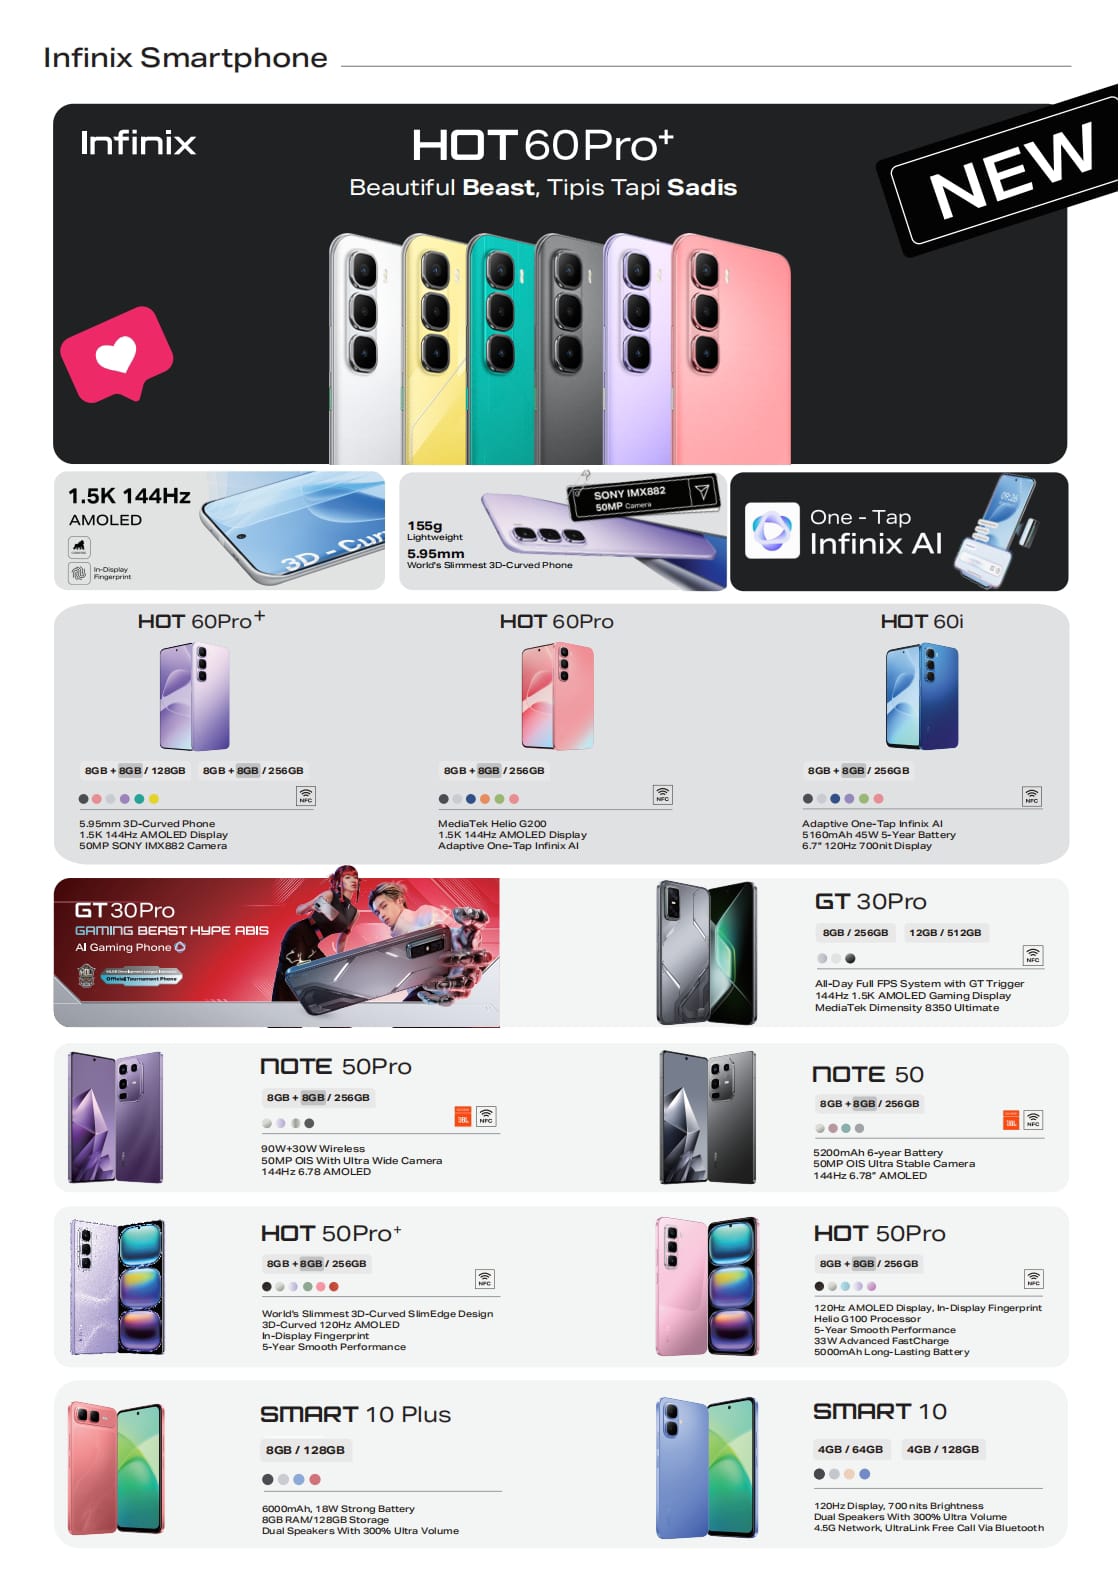 Infinix Smartphone
Infinix
HOT 60Pro+
Beautiful Beast, Tipis Tapi Sadis
NEW
1.5K 144Hz
AMOLED
In-Display
Fingerprint
3D - Cur
SONY IMX882
50MP Camera
155g
Lightweight
5.95mm
World's Slimmest 3D-Curved Phone
One - Tap
Infinix AI
09:26
HOT 60Pro+
8GB + 8GB / 128GB 8GB + 8GB / 256GB
NFC
5.95mm 3D-Curved Phone
1.5K 144Hz AMOLED Display
50MP SONY IMX882 Camera
HOT 60Pro
8GB + 8GB / 256GB
NFC
MediaTek Helio G200
1.5K 144Hz AMOLED Display
Adaptive One-Tap Infinix AI
HOT 60i
8GB + 8GB / 256GB
NFC
Adaptive One-Tap Infinix AI
5160mAh 45W 5-Year Battery
6.7" 120Hz 700nit Display
GT 30Pro
GAMING BEAST HYPE ABIS
AI Gaming Phone
Official Tournament Phone
GT 30Pro
8GB / 256GB 12GB / 512GB
NFC
All-Day Full FPS System with GT Trigger
144Hz 1.5K AMOLED Gaming Display
MediaTek Dimensity 8350 Ultimate
NOTE 50Pro
8GB + 8GB / 256GB
JBL
NFC
90W+30W Wireless
50MP OIS With Ultra Wide Camera
144Hz 6.78 AMOLED
NOTE 50
8GB + 8GB / 256GB
JBL
NFC
5200mAh 6-year Battery
50MP OIS Ultra Stable Camera
144Hz 6.78" AMOLED
HOT 50Pro+
8GB + 8GB / 256GB
NFC
World's Slimmest 3D-Curved SlimEdge Design
3D-Curved 120Hz AMOLED
In-Display Fingerprint
5-Year Smooth Performance
HOT 50Pro
8GB + 8GB / 256GB
NFC
120Hz AMOLED Display, In-Display Fingerprint
Helio G100 Processor
5-Year Smooth Performance
33W Advanced FastCharge
5000mAh Long-Lasting Battery
SMART 10 Plus
8GB / 128GB
6000mAh, 18W Strong Battery
8GB RAM/128GB Storage
Dual Speakers With 300% Ultra Volume
SMART 10
4GB / 64GB 4GB / 128GB
120Hz Display, 700 nits Brightness
Dual Speakers With 300% Ultra Volume
4.5G Network, UltraLink Free Call Via Bluetooth